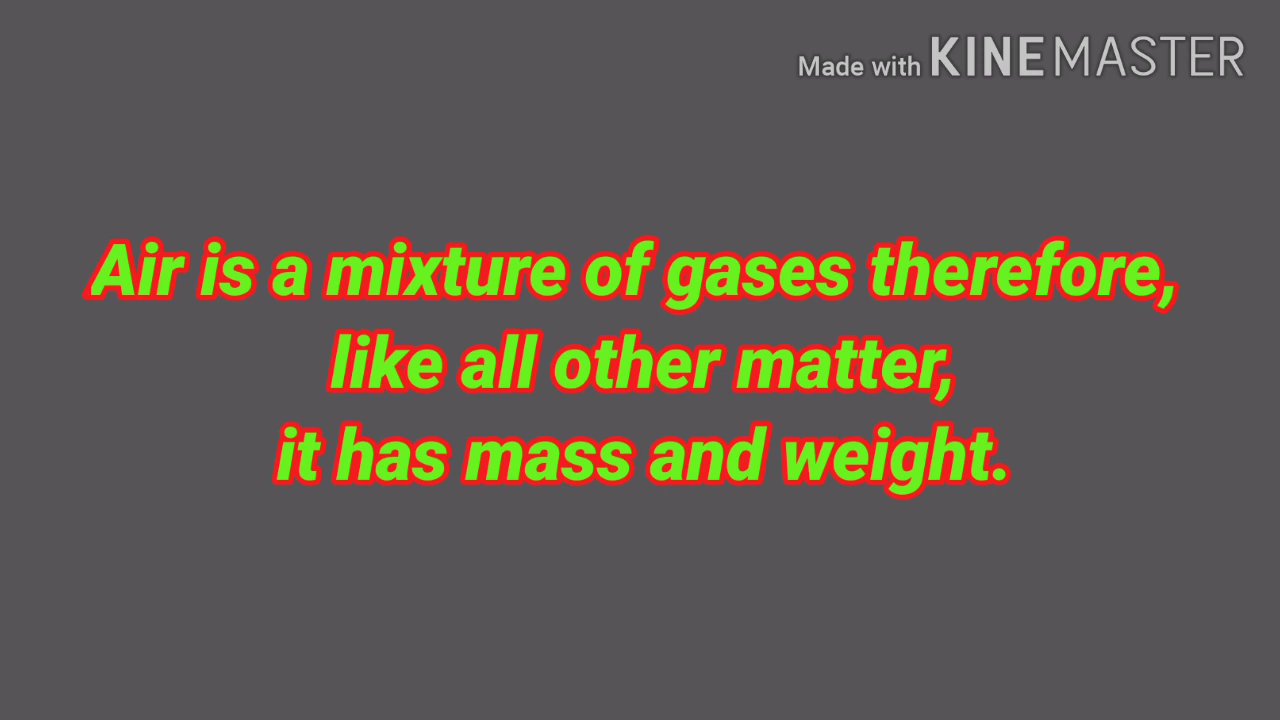 Made with KINEMASTER
Air is a mixture of gases therefore,
like all other matter,
it has mass and weight.